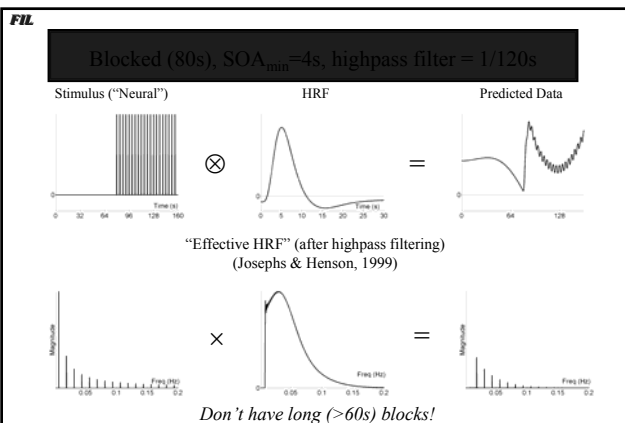 FIL
Blocked (80s), SOAmin=4s, highpass filter = 1/120s
Stimulus (“Neural”) HRF Predicted Data
⊗ =
0 0 0
Time (s) Time (s)
0 32 64 96 128 160 0 5 10 15 20 25 30 0 64 128
“Effective HRF” (after highpass filtering)
(Josephs & Henson, 1999)
× =
Magnitude Magnitude Magnitude
Freq (Hz) Freq (Hz) Freq (Hz)
0.05 0.1 0.15 0.2 0.05 0.1 0.15 0.2 0.05 0.1 0.15 0.2
Don’t have long (>60s) blocks!